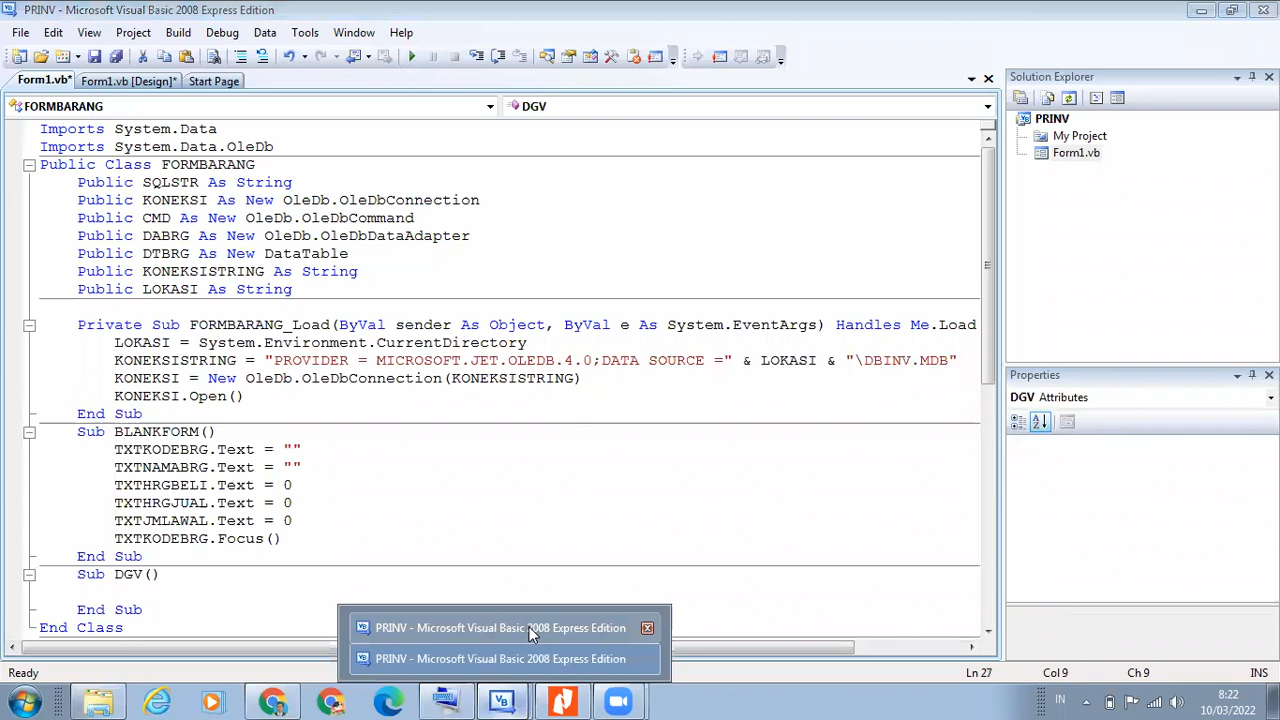 PRINV - Microsoft Visual Basic 2008 Express Edition
File Edit View Project Build Debug Data Tools Window Help
Form1.vb* Form1.vb [Design]* Start Page
FORMBARANG DGV
Imports System.Data
Imports System.Data.OleDb
Public Class FORMBARANG
Public SQLSTR As String
Public KONEKSI As New OleDb.OleDbConnection
Public CMD As New OleDb.OleDbCommand
Public DABRG As New OleDb.OleDbDataAdapter
Public DTBRG As New DataTable
Public KONEKSISTRING As String
Public LOKASI As String
Private Sub FORMBARANG_Load(ByVal sender As Object, ByVal e As System.EventArgs) Handles Me.Load
LOKASI = System.Environment.CurrentDirectory
KONEKSISTRING = "PROVIDER = MICROSOFT.JET.OLEDB.4.0;DATA SOURCE =" & LOKASI & "\DBINV.MDB"
KONEKSI = New OleDb.OleDbConnection(KONEKSISTRING)
KONEKSI.Open()
End Sub
Sub BLANKFORM()
TXTKODEBRG.Text = ""
TXTNAMABRG.Text = ""
TXTHRGBELI.Text = 0
TXTHRGJUAL.Text = 0
TXTJMLAWAL.Text = 0
TXTKODEBRG.Focus()
End Sub
Sub DGV()
End Sub
End Class
Solution Explorer
PRINV
My Project
Form1.vb
Properties
DGV Attributes
PRINV - Microsoft Visual Basic 2008 Express Edition
PRINV - Microsoft Visual Basic 2008 Express Edition
Ready Ln 27 Col 9 INS
IN 8:22
10/03/2022